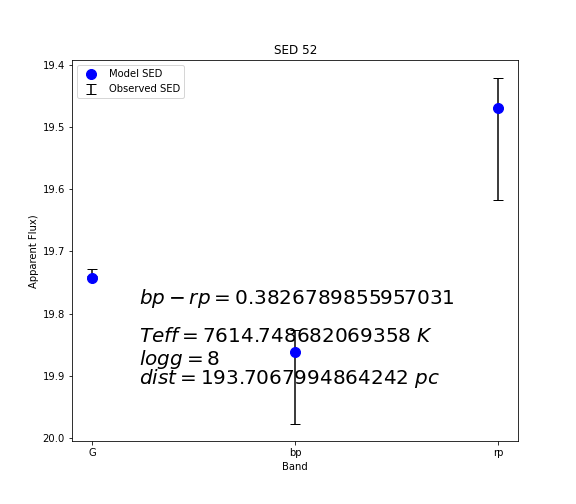 SED 52
19.4
Model SED
Observed SED
19.5
19.6
19.7
19.8
19.9
20.0
Apparent Flux)
bp − rp = 0.3826789855957031
Teff = 7614.748682069358 K
logg = 8
dist = 193.7067994864242 pc
G bp rp
Band